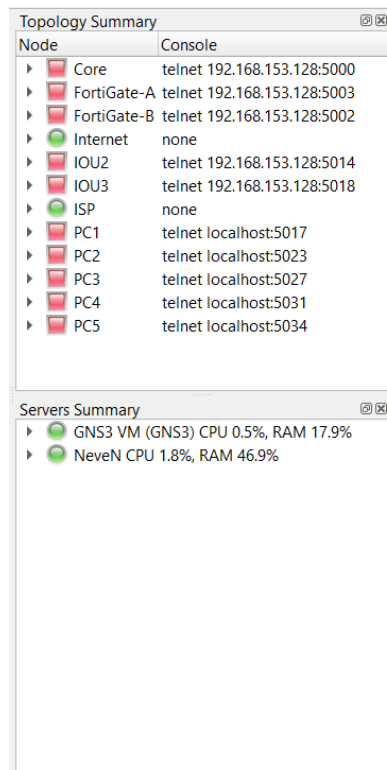 Topology Summary
Node Console
Core telnet 192.168.153.128:5000
FortiGate-A telnet 192.168.153.128:5003
FortiGate-B telnet 192.168.153.128:5002
Internet none
IOU2 telnet 192.168.153.128:5014
IOU3 telnet 192.168.153.128:5018
ISP none
PC1 telnet localhost:5017
PC2 telnet localhost:5023
PC3 telnet localhost:5027
PC4 telnet localhost:5031
PC5 telnet localhost:5034
Servers Summary
GNS3 VM (GNS3) CPU 0.5%, RAM 17.9%
NeveN CPU 1.8%, RAM 46.9%